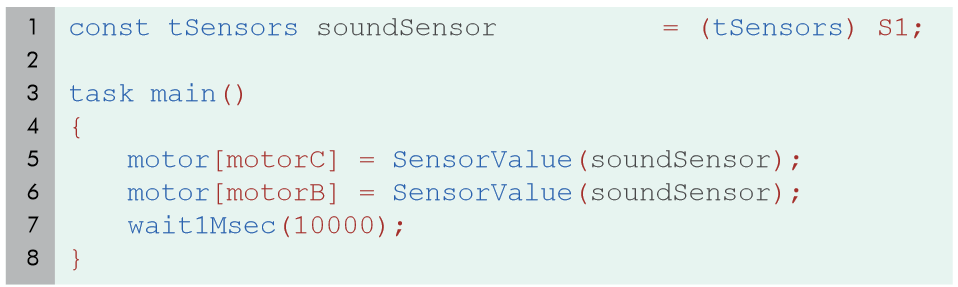 1 const tSensors soundSensor = (tSensors) S1;
2
3 task main()
4 {
5 motor[motorC] = SensorValue(soundSensor);
6 motor[motorB] = SensorValue(soundSensor);
7 wait1Msec(10000);
8 }